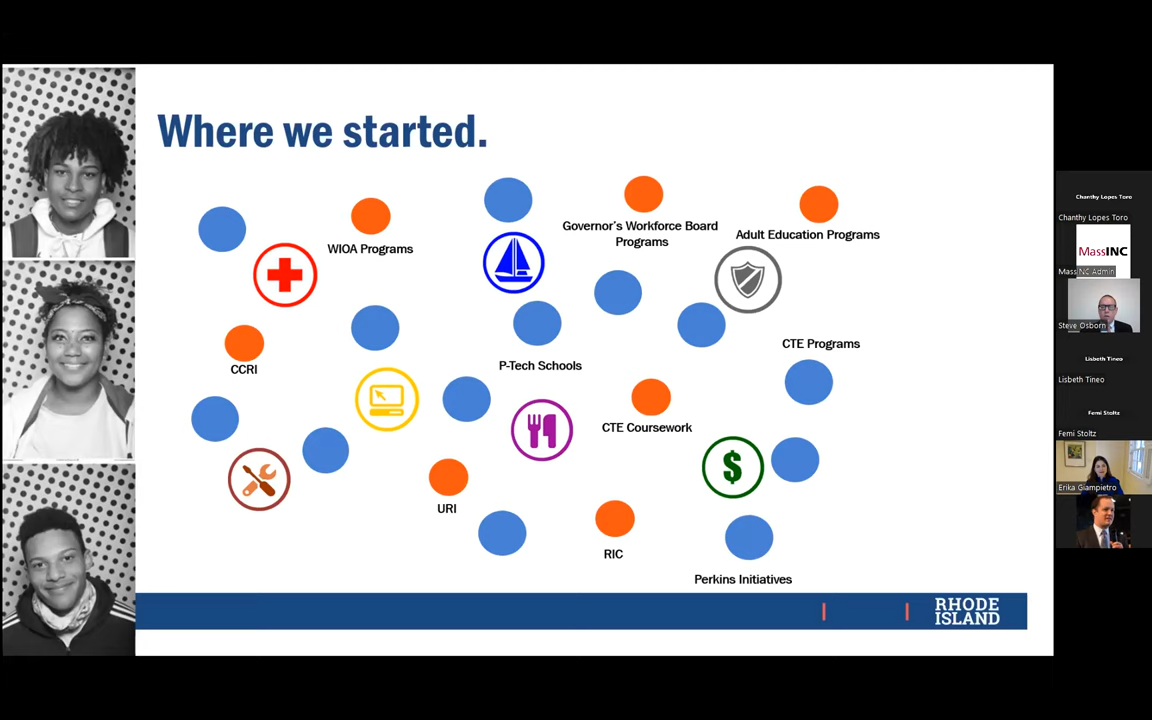 Where we started.
WIOA Programs
Governor's Workforce Board
Programs
Adult Education Programs
CCRI
P-Tech Schools
CTE Programs
CTE Coursework
$
URI
RIC
Perkins Initiatives
RHODE
ISLAND
Chanthy Lopes Toro
Chanthy Lopes Toro
MassINC
MassINC Admin
Steve Osborn
Lisbeth Tineo
Lisbeth Tineo
Femi Stoltz
Femi Stoltz
Erika Giampietro